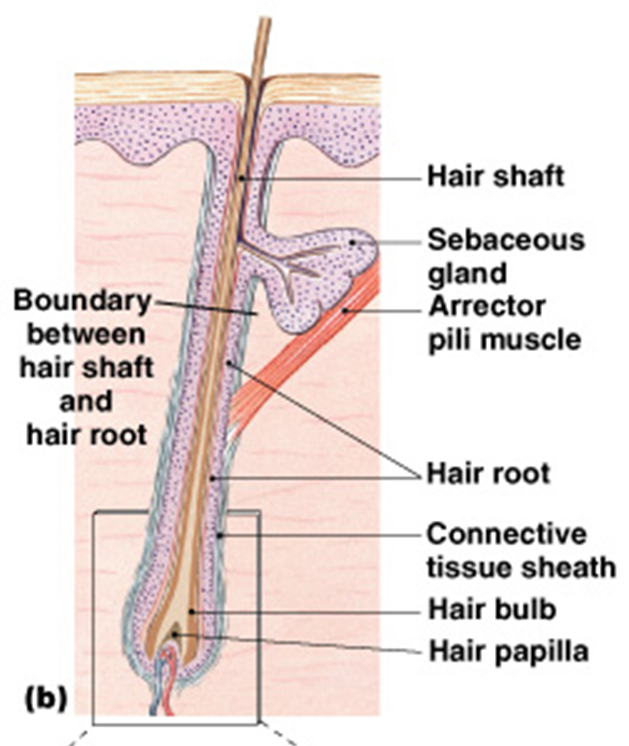 Hair shaft
Sebaceous
gland
Arrector
pili muscle
Boundary
between
hair shaft
and
hair root
Hair root
Connective
tissue sheath
Hair bulb
Hair papilla
(b)